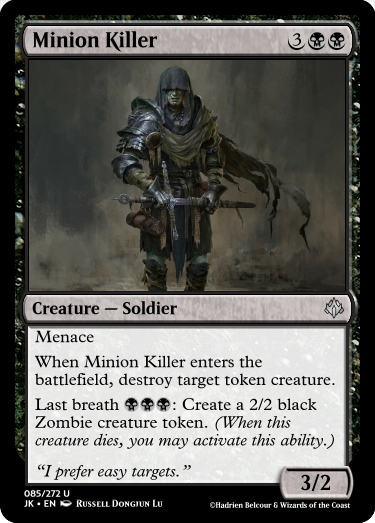 Minion Killer 3
Creature — Soldier
Menace
When Minion Killer enters the
battlefield, destroy target token creature.
Last breath : Create a 2/2 black
Zombie creature token. (When this
creature dies, you may activate this ability.)
“I prefer easy targets.”
3/2
085/272 U
JK • EN Russell Dongjun Lu
©Hadrien Belcour & Wizards of the Coast